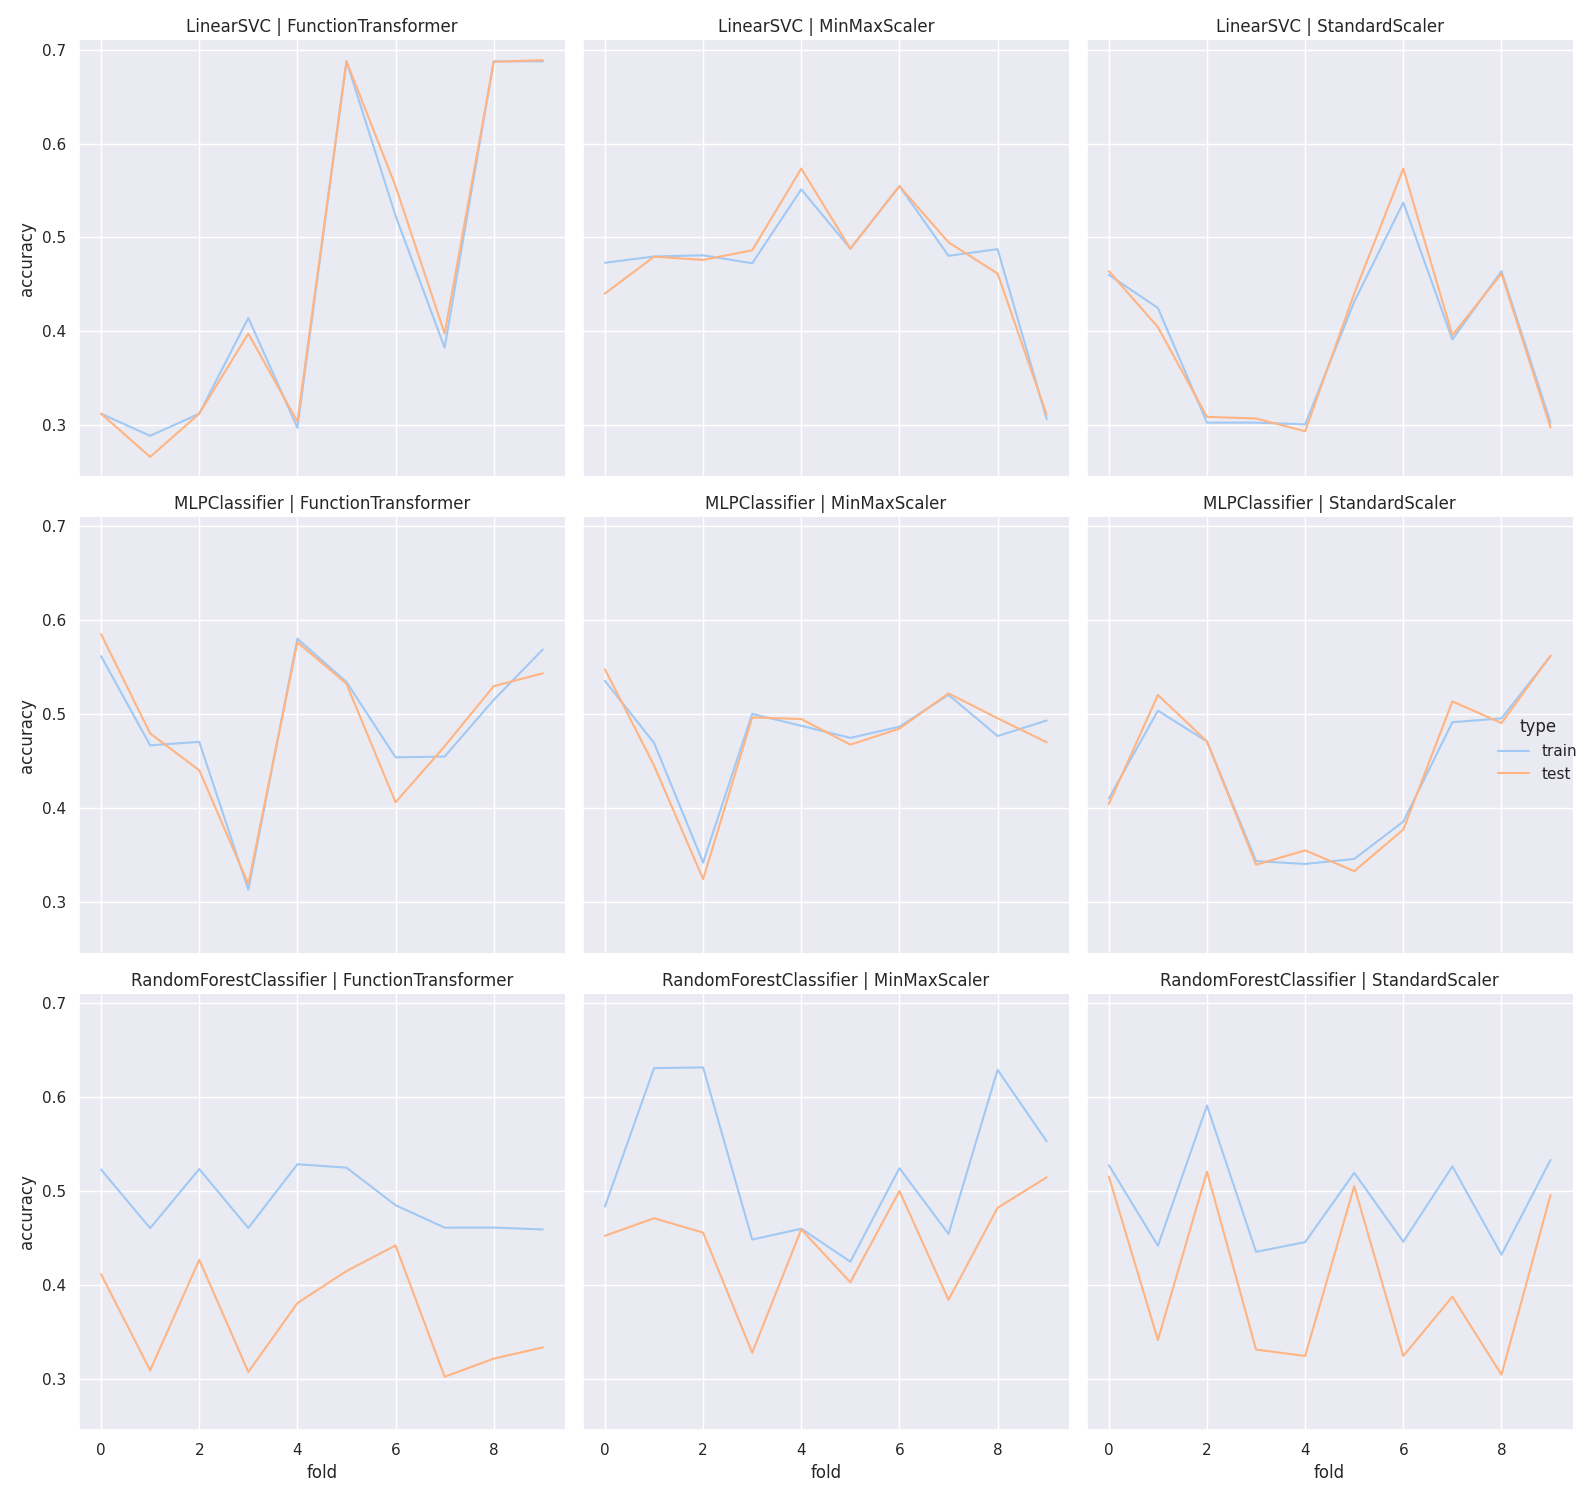 LinearSVC | FunctionTransformer
LinearSVC | MinMaxScaler
LinearSVC | StandardScaler
0.7
0.6
0.5
0.4
0.3
accuracy
MLPClassifier | FunctionTransformer
MLPClassifier | MinMaxScaler
MLPClassifier | StandardScaler
0.7
0.6
0.5
0.4
0.3
accuracy
type
train
test
RandomForestClassifier | FunctionTransformer
RandomForestClassifier | MinMaxScaler
RandomForestClassifier | StandardScaler
0.7
0.6
0.5
0.4
0.3
accuracy
0 2 4 6 8
0 2 4 6 8
0 2 4 6 8
fold
fold
fold